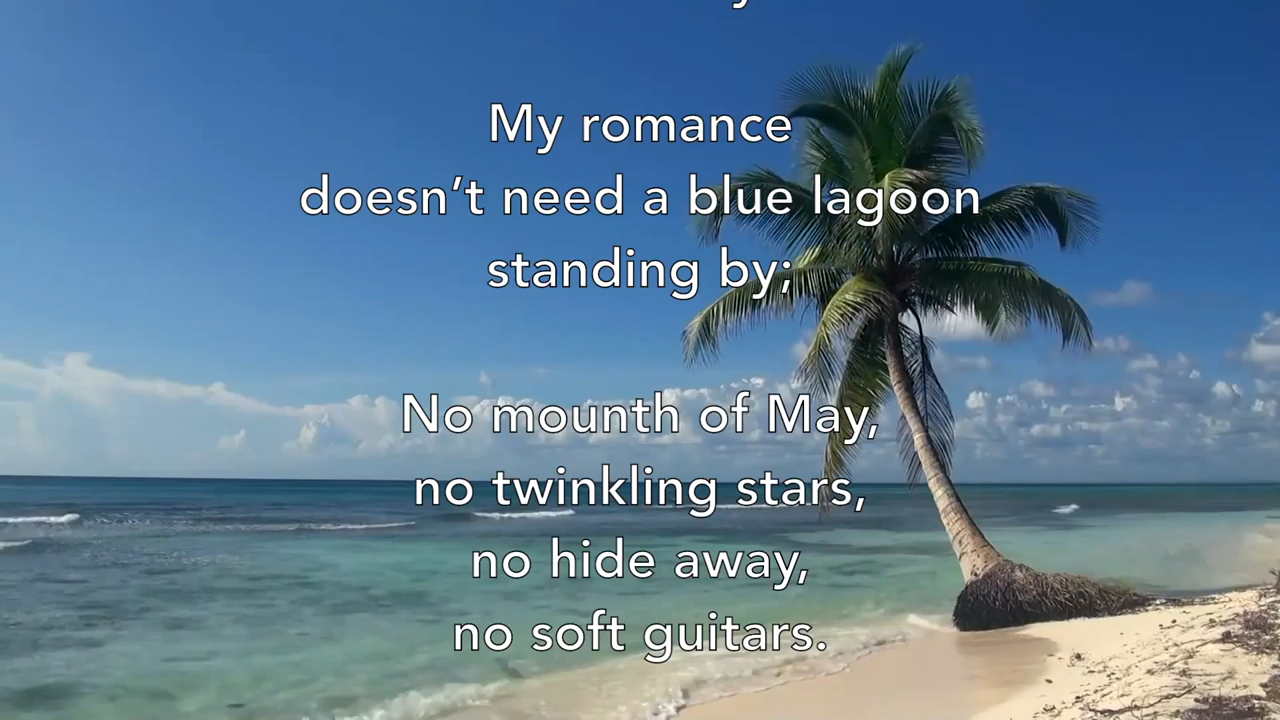 My romance
doesn’t need a blue lagoon
standing by;
No mounth of May,
no twinkling stars,
no hide away,
no soft guitars.